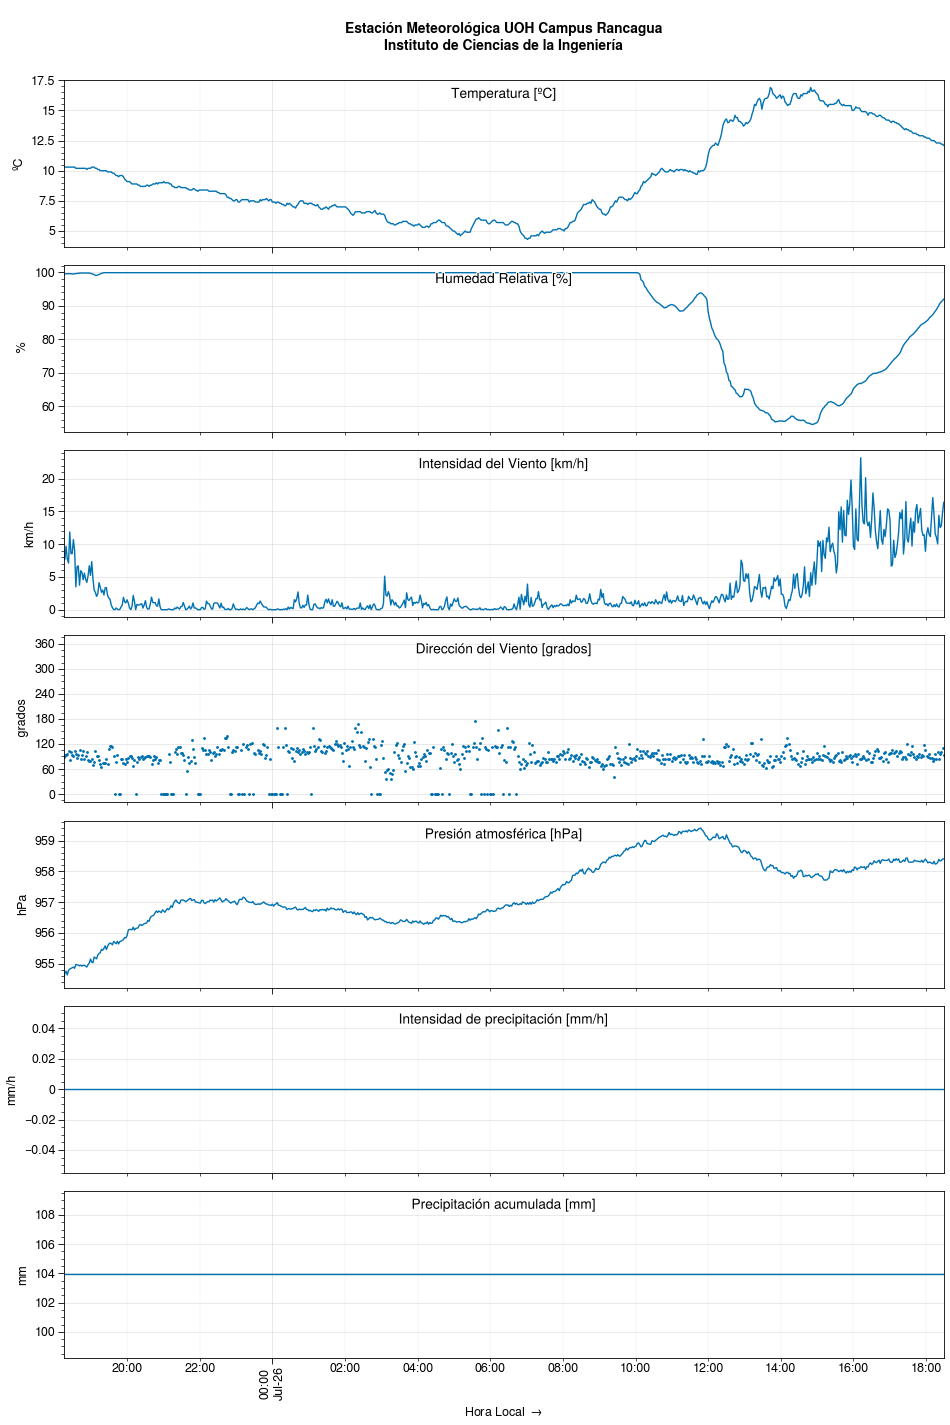 Estación Meteorológica UOH Campus Rancagua
Instituto de Ciencias de la Ingeniería
Temperatura [ºC]
ºC
17.5
15
12.5
10
7.5
5
Humedad Relativa [%]
%
100
90
80
70
60
Intensidad del Viento [km/h]
km/h
20
15
10
5
0
Dirección del Viento [grados]
grados
360
300
240
180
120
60
0
Presión atmosférica [hPa]
hPa
959
958
957
956
955
Intensidad de precipitación [mm/h]
mm/h
0.04
0.02
0
−0.02
−0.04
Precipitación acumulada [mm]
mm
108
106
104
102
100
20:00 22:00 00:00 02:00 04:00 06:00 08:00 10:00 12:00 14:00 16:00 18:00
Jul-26
Hora Local →